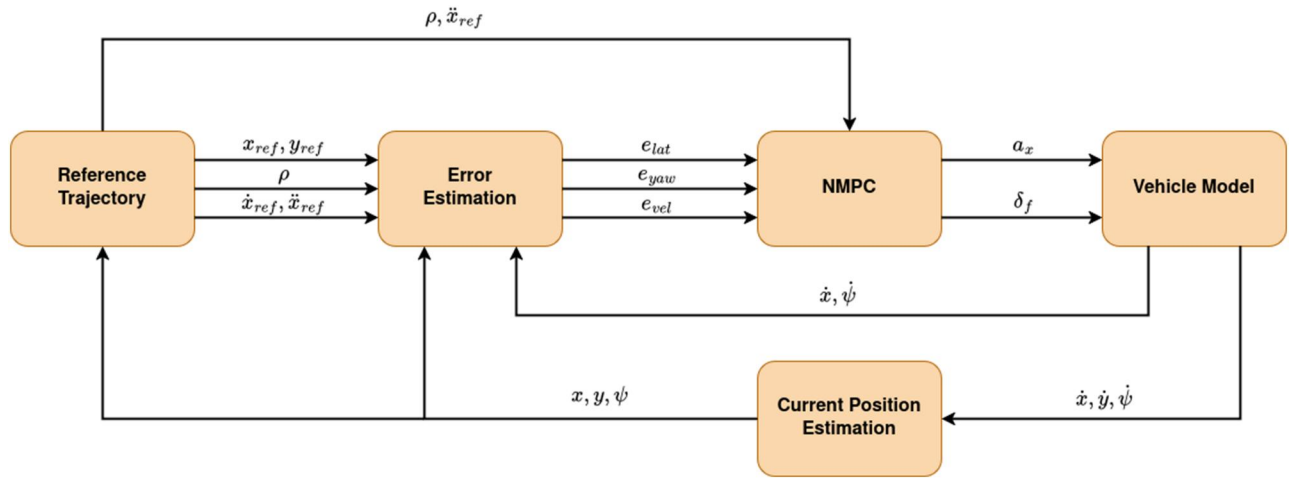 ρ, ẍ_ref
Reference
Trajectory
x_ref, y_ref
ρ
ẋ_ref, ẍ_ref
Error
Estimation
e_lat
e_yaw
e_vel
NMPC
a_x
δ_f
Vehicle Model
ẋ, ψ̇
x, y, ψ
Current Position
Estimation
ẋ, ẏ, ψ̇